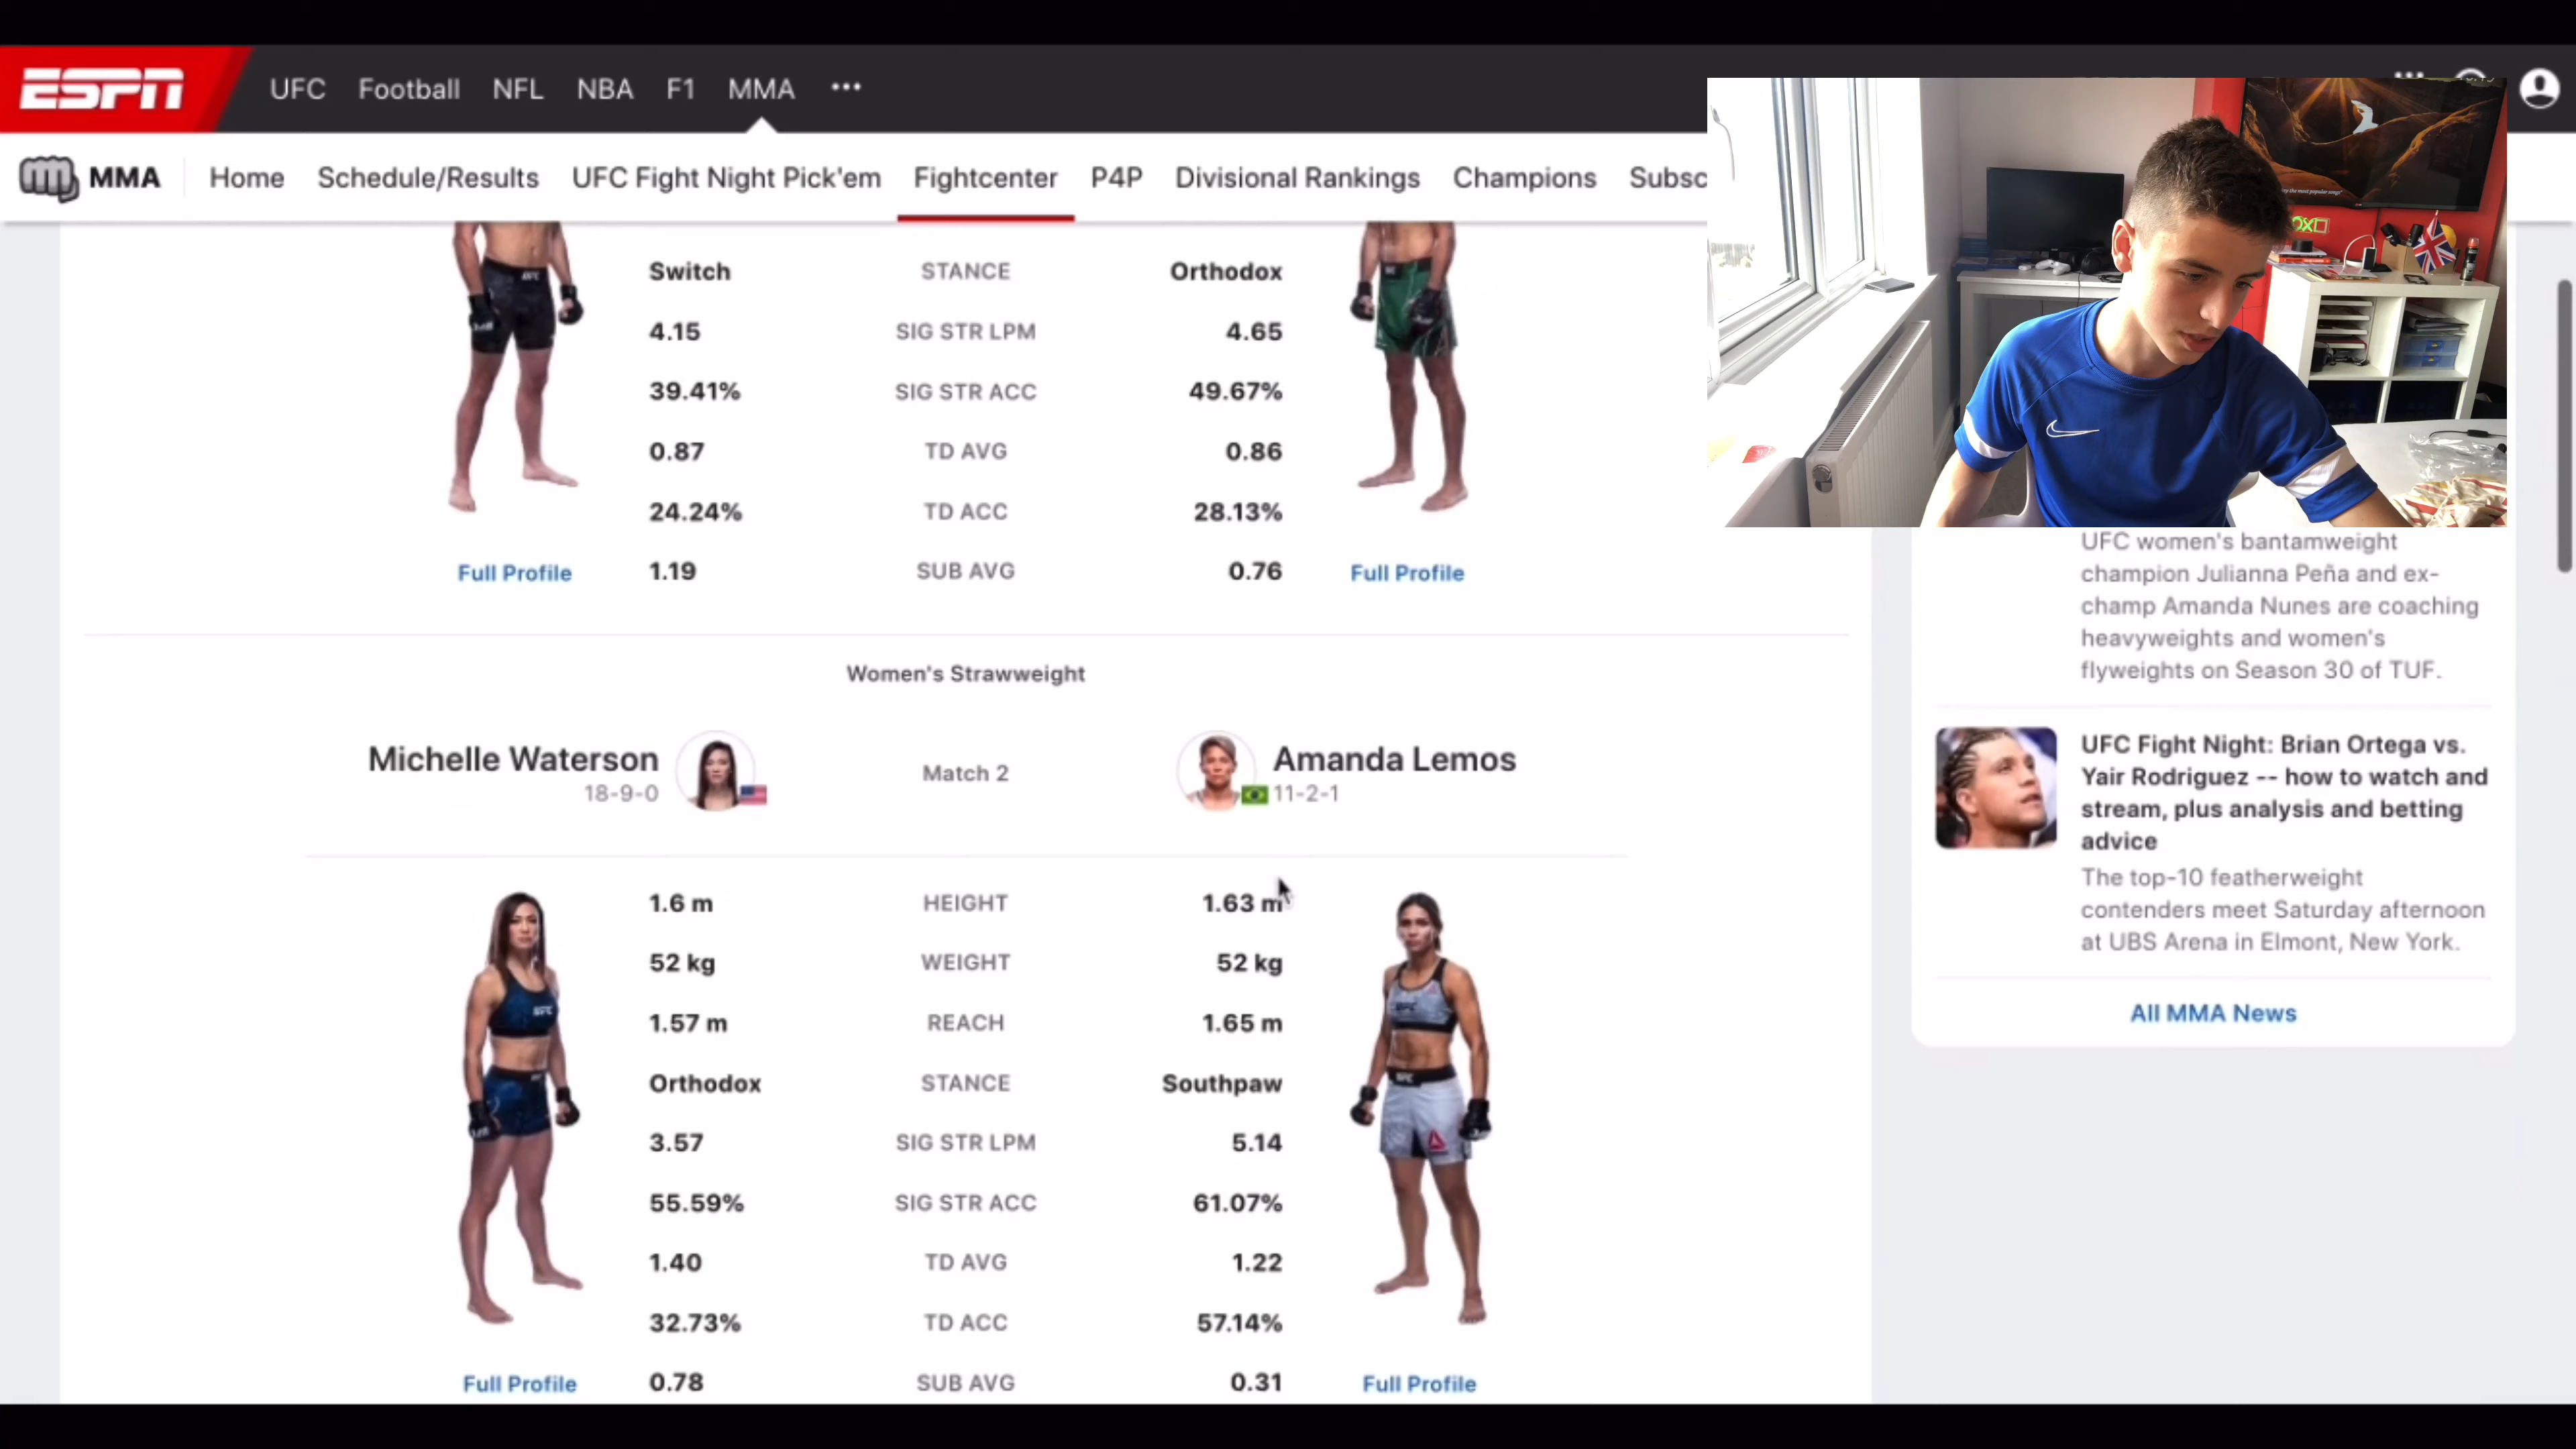 ESPN UFC Football NFL NBA F1 MMA •••
MMA Home Schedule/Results UFC Fight Night Pick'em Fightcenter P4P Divisional Rankings Champions Subsc
Switch STANCE Orthodox
4.15 SIG STR LPM 4.65
39.41% SIG STR ACC 49.67%
0.87 TD AVG 0.86
24.24% TD ACC 28.13%
Full Profile 1.19 SUB AVG 0.76 Full Profile
Women's Strawweight
Michelle Waterson Match 2 Amanda Lemos
18-9-0 11-2-1
1.6 m HEIGHT 1.63 m
52 kg WEIGHT 52 kg
1.57 m REACH 1.65 m
Orthodox STANCE Southpaw
3.57 SIG STR LPM 5.14
55.59% SIG STR ACC 61.07%
1.40 TD AVG 1.22
32.73% TD ACC 57.14%
Full Profile 0.78 SUB AVG 0.31 Full Profile
UFC women's bantamweight
champion Julianna Peña and ex-
champ Amanda Nunes are coaching
heavyweights and women's
flyweights on Season 30 of TUF.
UFC Fight Night: Brian Ortega vs.
Yair Rodriguez -- how to watch and
stream, plus analysis and betting
advice
The top-10 featherweight
contenders meet Saturday afternoon
at UBS Arena in Elmont, New York.
All MMA News